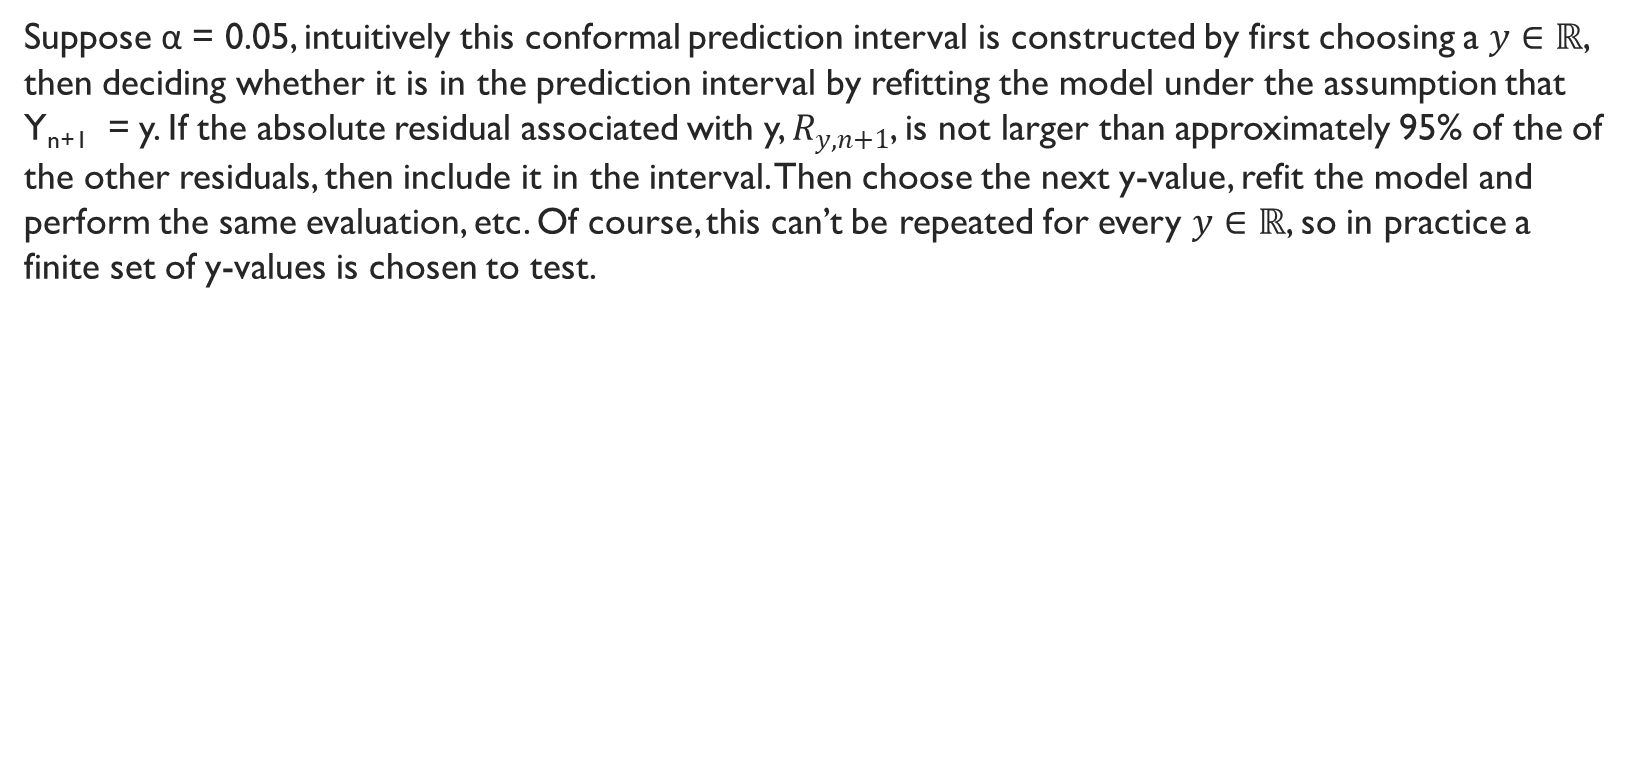 Suppose α = 0.05, intuitively this conformal prediction interval is constructed by first choosing a y ∈ ℝ,
then deciding whether it is in the prediction interval by refitting the model under the assumption that
Yₙ₊₁ = y. If the absolute residual associated with y, R_{y,n+1}, is not larger than approximately 95% of the of
the other residuals, then include it in the interval. Then choose the next y-value, refit the model and
perform the same evaluation, etc. Of course, this can’t be repeated for every y ∈ ℝ, so in practice a
finite set of y-values is chosen to test.